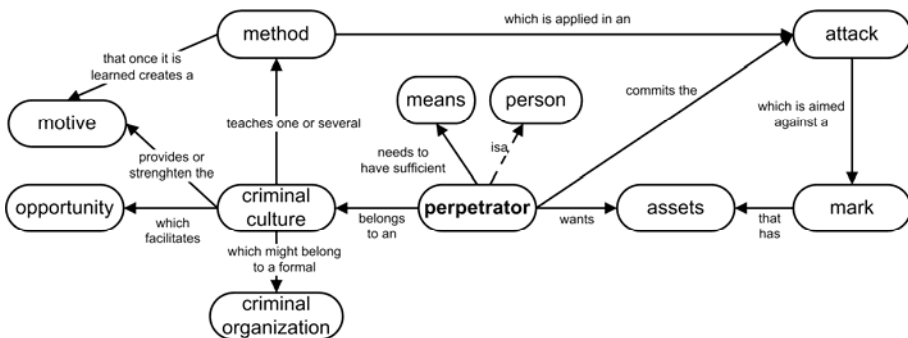 which is applied in an
method
attack
that once it is
learned creates a
means
person
commits the
motive
teaches one or several
which is aimed
against a
provides or
strenghten the
needs to
have sufficient
isa
opportunity
criminal
culture
perpetrator
assets
mark
which
facilitates
belongs
to an
wants
that
has
which might belong
to a formal
criminal
organization